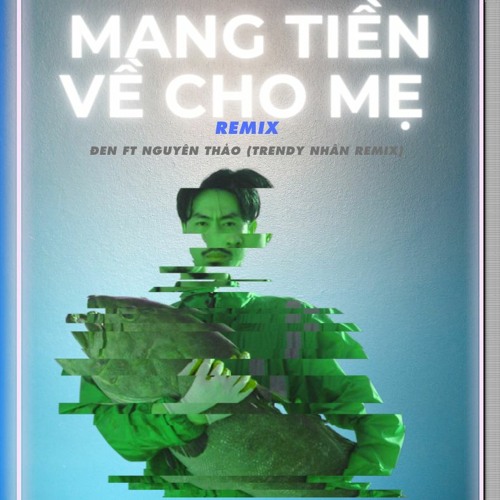 MANG TIỀN
VỀ CHO MẸ
REMIX
ĐEN FT NGUYÊN THẢO (TRENDY NHÂN REMIX)